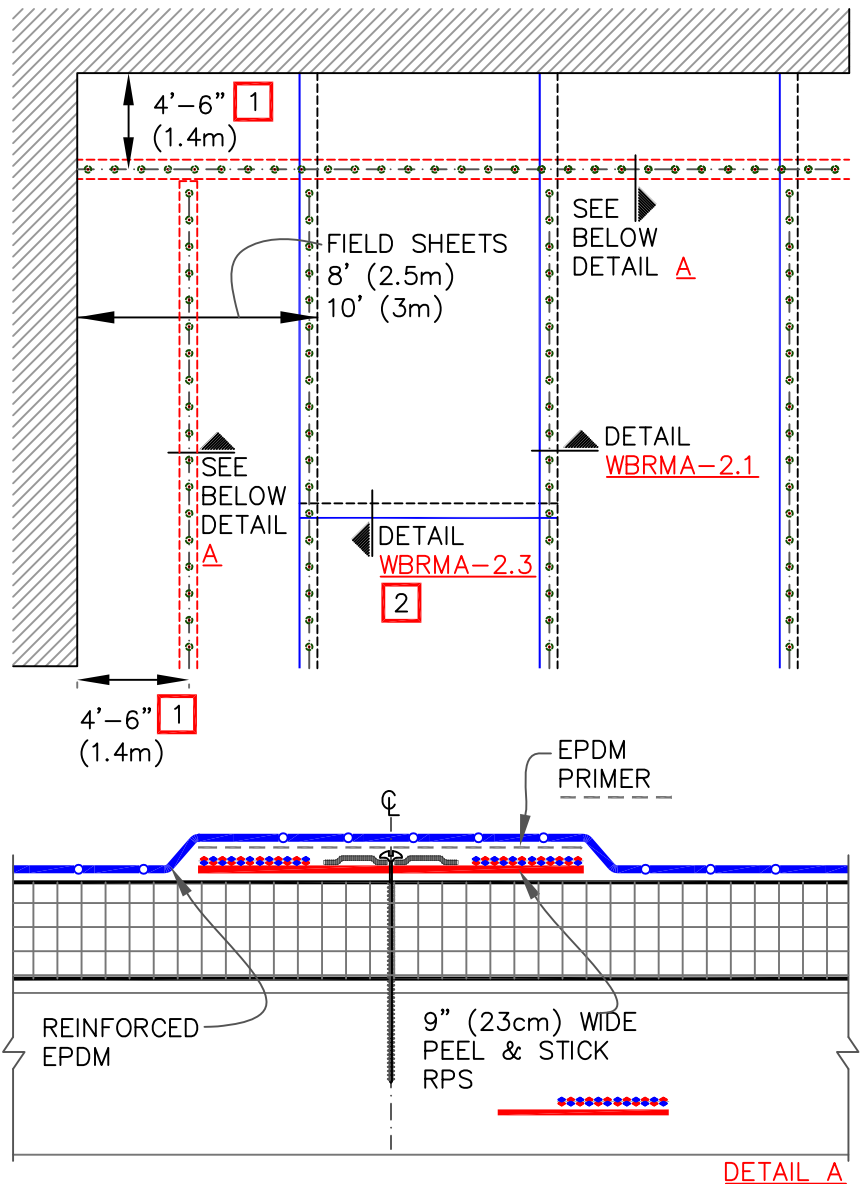 4'-6" 1
(1.4m)
SEE
BELOW
DETAIL A
FIELD SHEETS
8' (2.5m)
10' (3m)
DETAIL
WBRMA-2.1
SEE
BELOW
DETAIL
A
DETAIL
WBRMA-2.3
2
4'-6" 1
(1.4m)
EPDM
PRIMER
℄
REINFORCED
EPDM
9" (23cm) WIDE
PEEL & STICK
RPS
DETAIL A